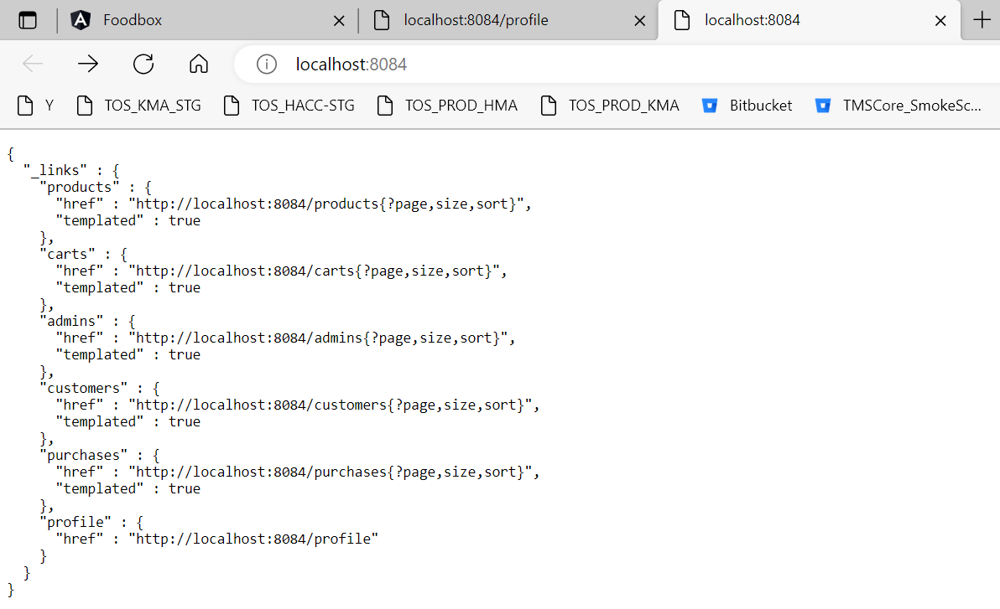 Foodbox
localhost:8084/profile
localhost:8084
localhost:8084
Y TOS_KMA_STG TOS_HACC-STG TOS_PROD_HMA TOS_PROD_KMA Bitbucket TMSCore_SmokeSc...
{
  "_links" : {
    "products" : {
      "href" : "http://localhost:8084/products{?page,size,sort}",
      "templated" : true
    },
    "carts" : {
      "href" : "http://localhost:8084/carts{?page,size,sort}",
      "templated" : true
    },
    "admins" : {
      "href" : "http://localhost:8084/admins{?page,size,sort}",
      "templated" : true
    },
    "customers" : {
      "href" : "http://localhost:8084/customers{?page,size,sort}",
      "templated" : true
    },
    "purchases" : {
      "href" : "http://localhost:8084/purchases{?page,size,sort}",
      "templated" : true
    },
    "profile" : {
      "href" : "http://localhost:8084/profile"
    }
  }
}